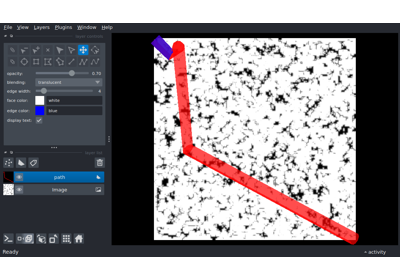 File View Layers Plugins Window Help
opacity: 0.70
blending: translucent
edge width:
face color: white
edge color: blue
display text:
path
Image
Ready
activity